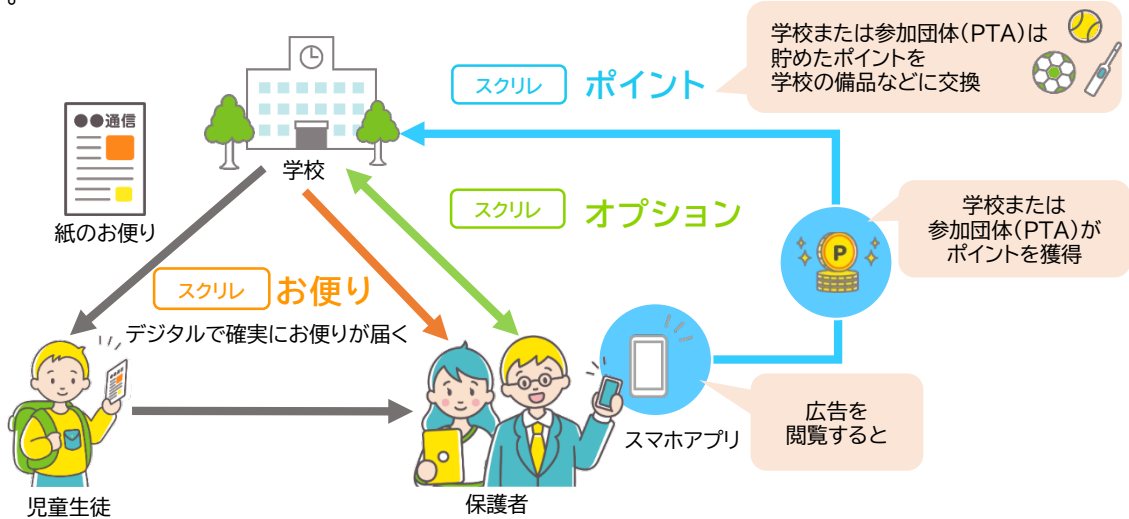 。
学校または参加団体(PTA)は
貯めたポイントを
学校の備品などに交換
スクリレ ポイント
●●通信
学校
紙のお便り
スクリレ オプション
学校または
参加団体(PTA)が
ポイントを獲得
P
スクリレ お便り
デジタルで確実にお便りが届く
広告を
閲覧すると
スマホアプリ
児童生徒
保護者